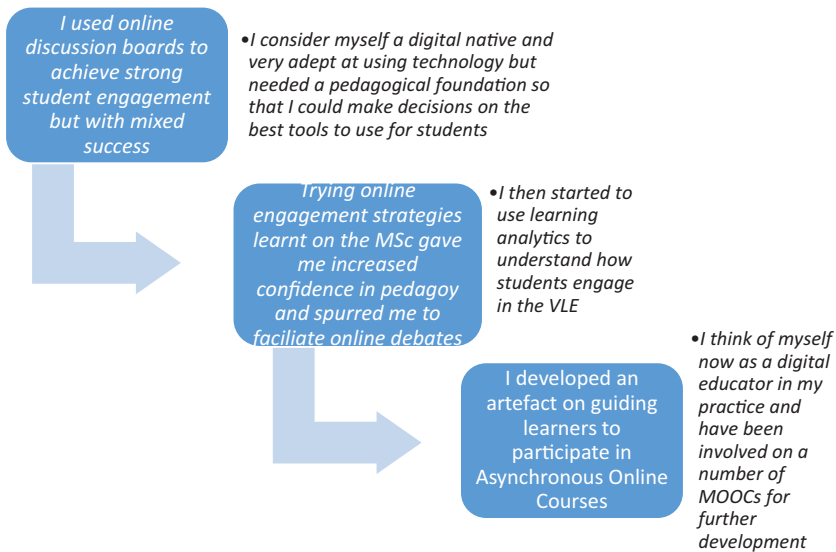 I used online
discussion boards to
achieve strong
student engagement
but with mixed
success
•I consider myself a digital native and
very adept at using technology but
needed a pedagogical foundation so
that I could make decisions on the
best tools to use for students
Trying online
engagement strategies
learnt on the MSc gave
me increased
confidence in pedagoy
and spurred me to
faciliate online debates
•I then started to
use learning
analytics to
understand how
students engage
in the VLE
I developed an
artefact on guiding
learners to
participate in
Asynchronous Online
Courses
•I think of myself
now as a digital
educator in my
practice and
have been
involved on a
number of
MOOCs for
further
development